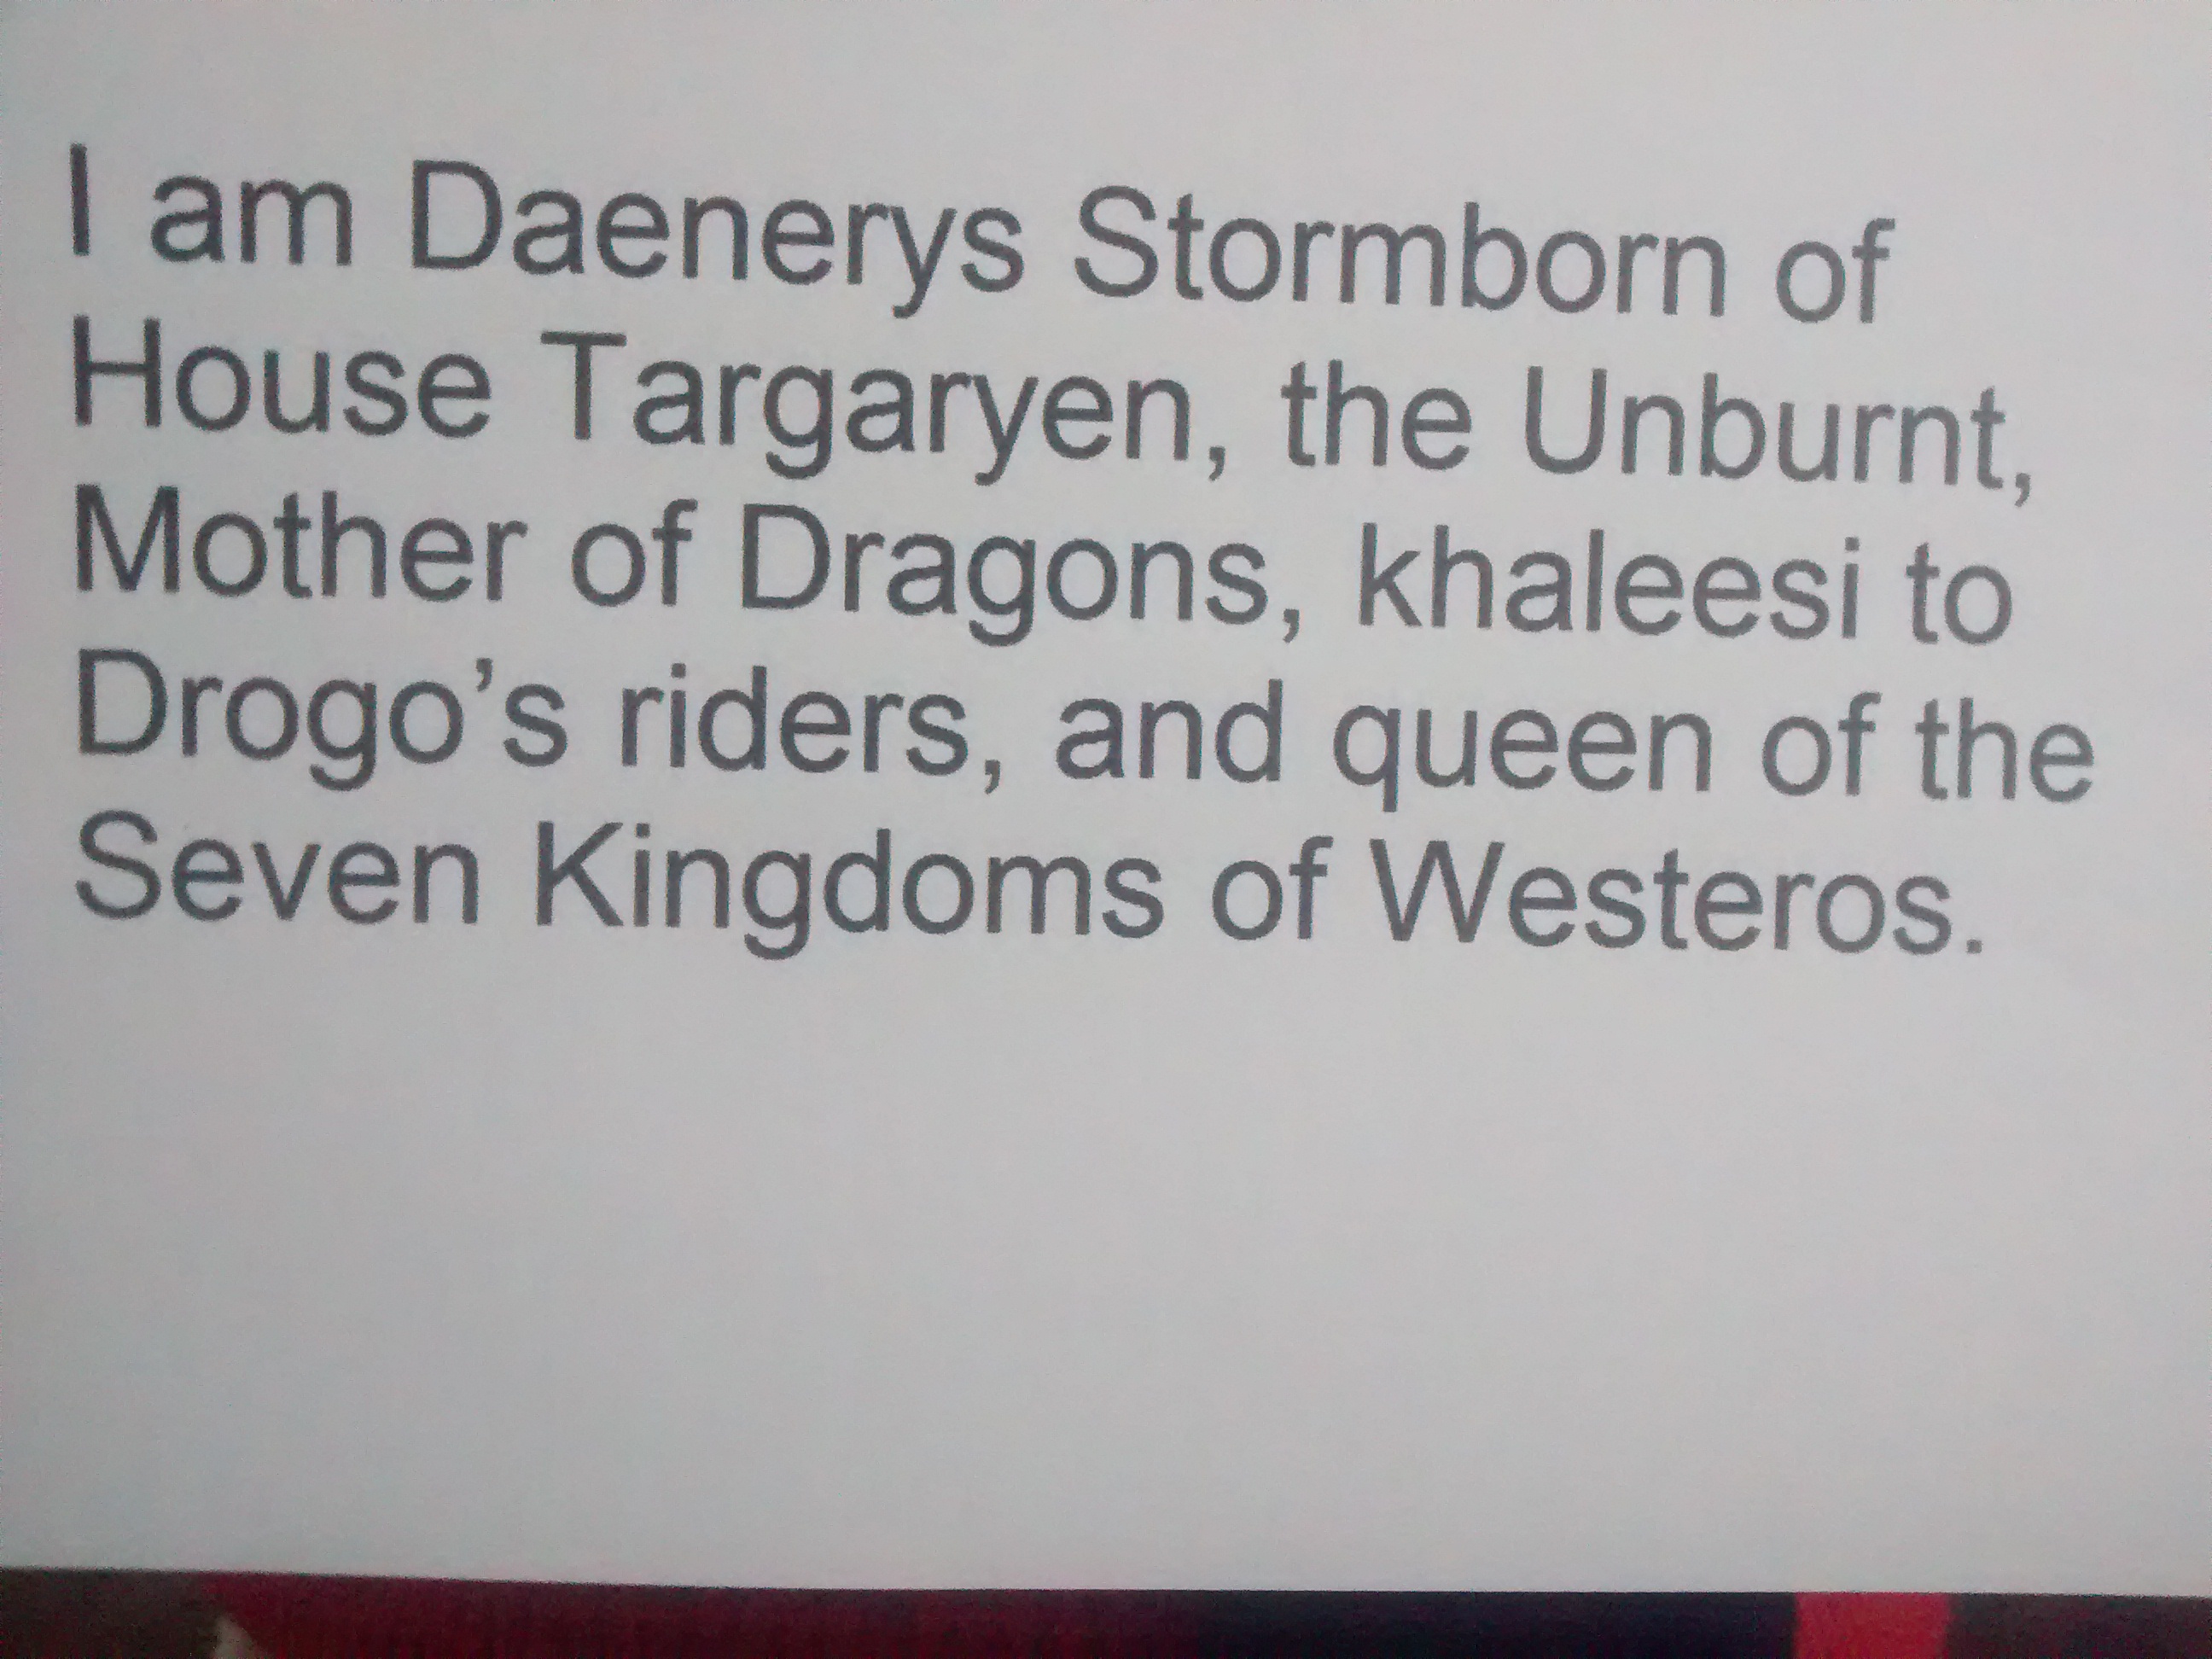 I am Daenerys Stormborn of
House Targaryen, the Unburnt,
Mother of Dragons, khaleesi to
Drogo’s riders, and queen of the
Seven Kingdoms of Westeros.